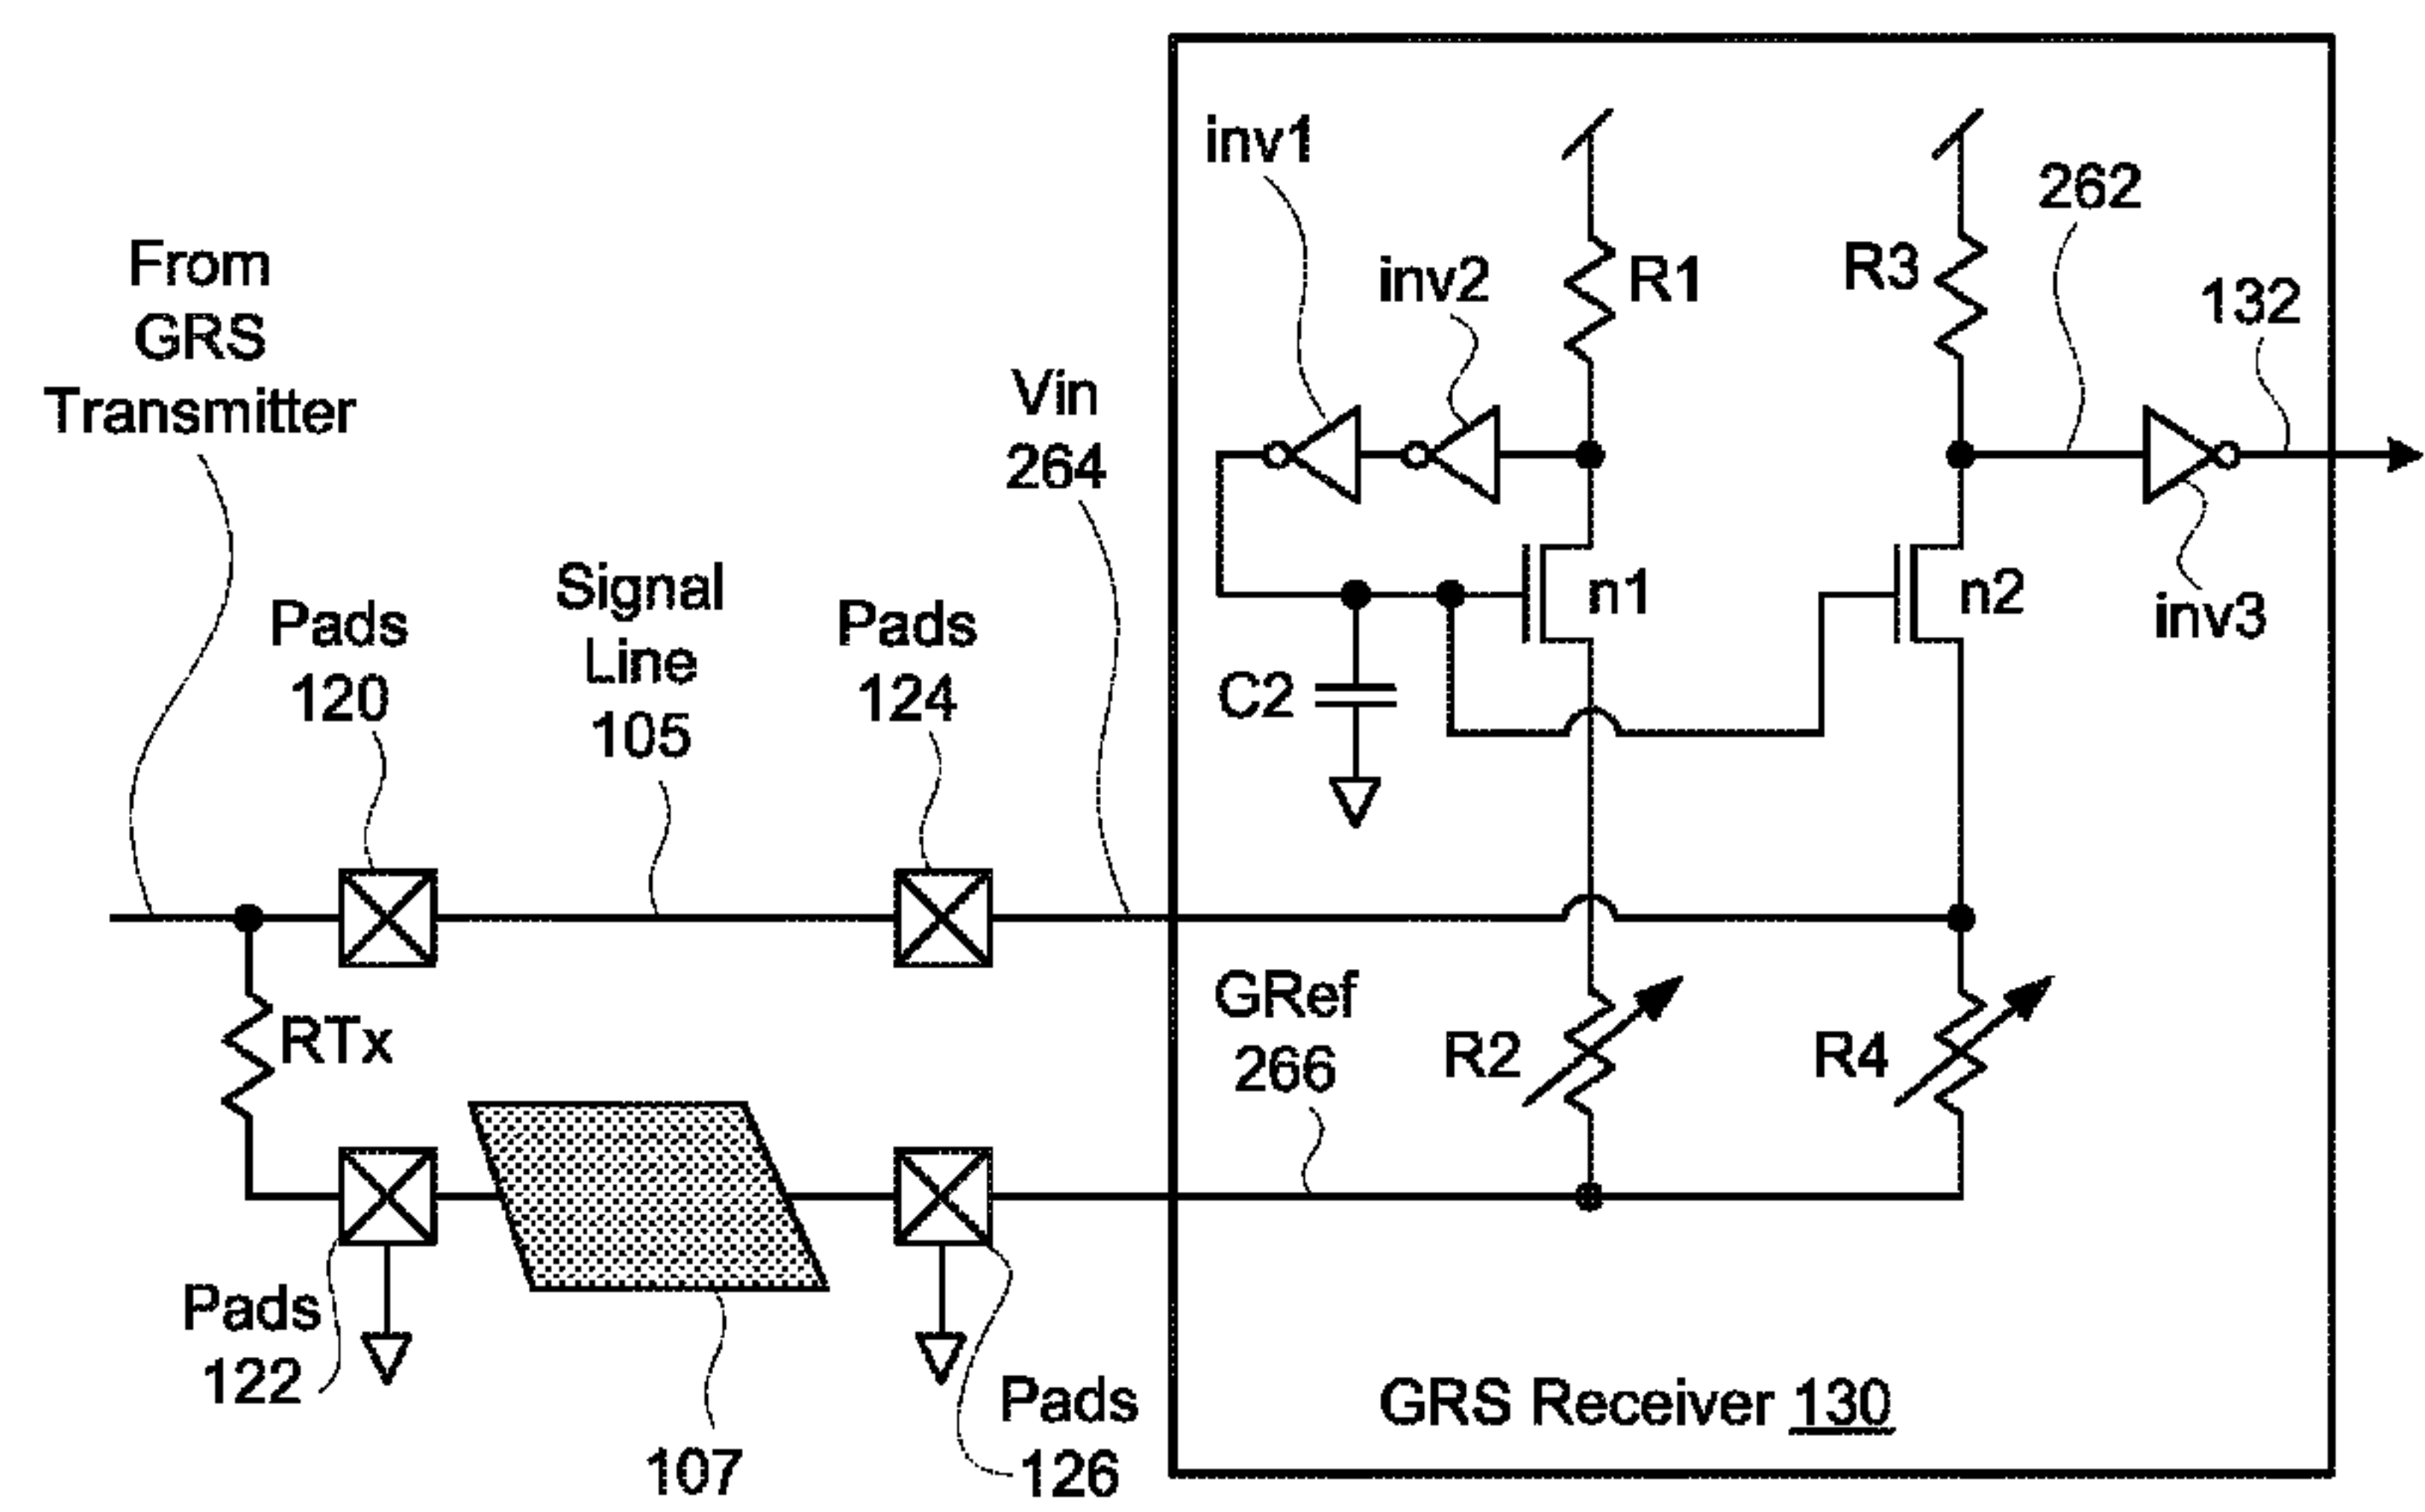 inv1
262
From
GRS
Transmitter
inv2
R1
R3
132
Vin
264
Signal
Line
105
Pads
120
Pads
124
n1
n2
inv3
C2
RTx
GRef
266
R2
R4
Pads
122
107
Pads
126
GRS Receiver 130